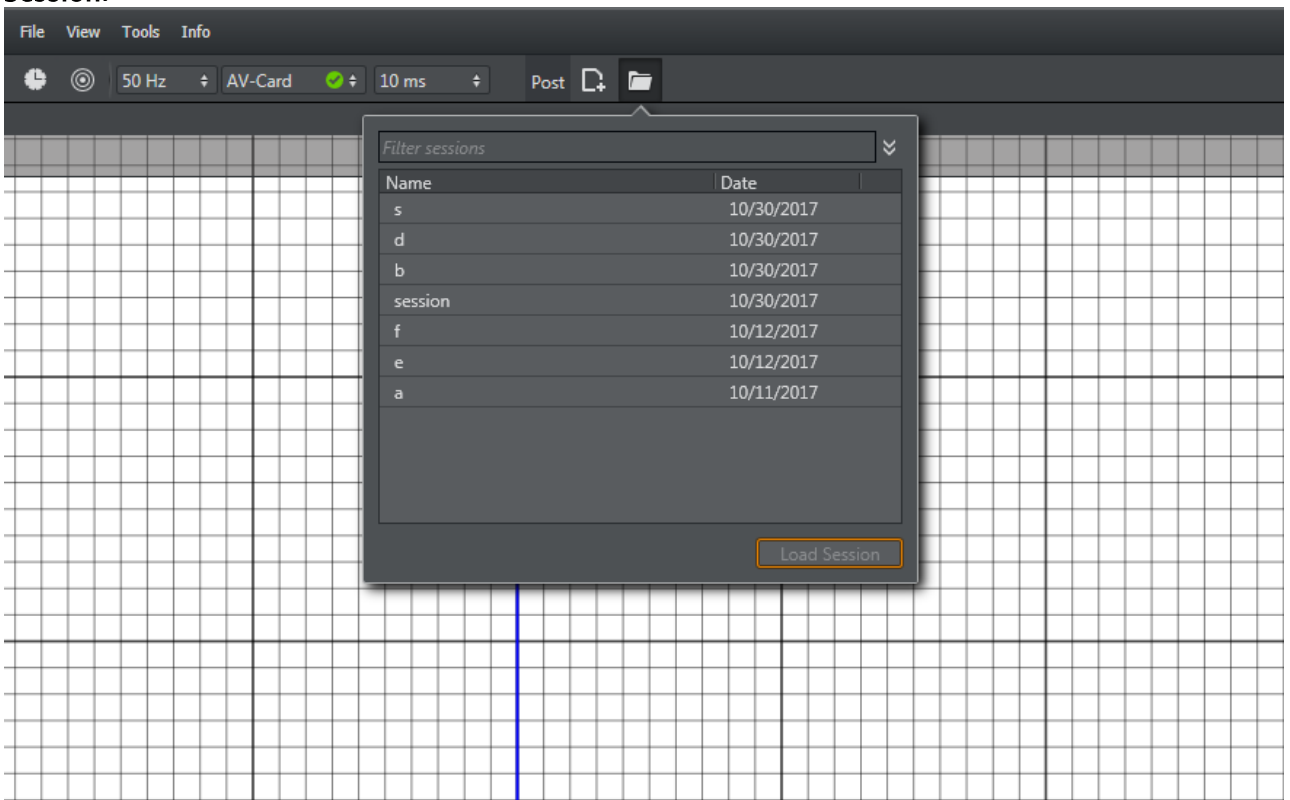 File View Tools Info
50 Hz AV-Card 10 ms Post
Filter sessions
Name Date
s 10/30/2017
d 10/30/2017
b 10/30/2017
session 10/30/2017
f 10/12/2017
e 10/12/2017
a 10/11/2017
Load Session